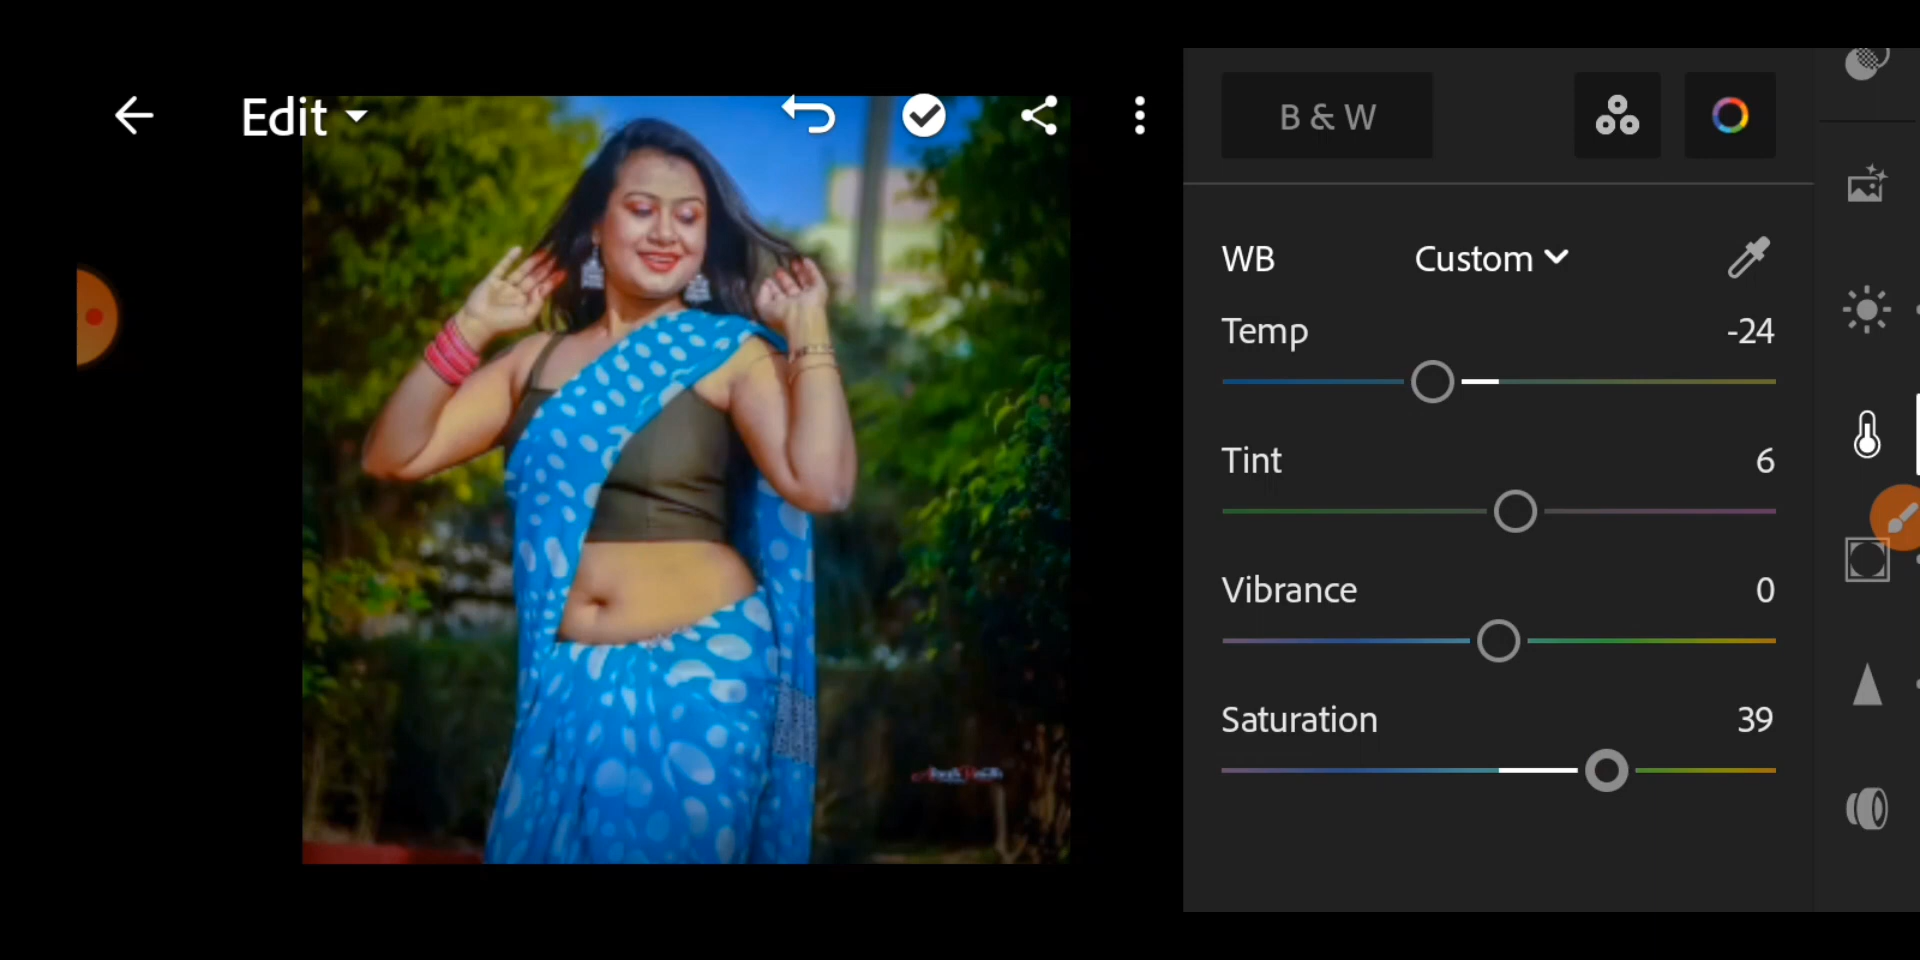 Edit
B & W
WB
Custom
Temp
-24
Tint
6
Vibrance
0
Saturation
39